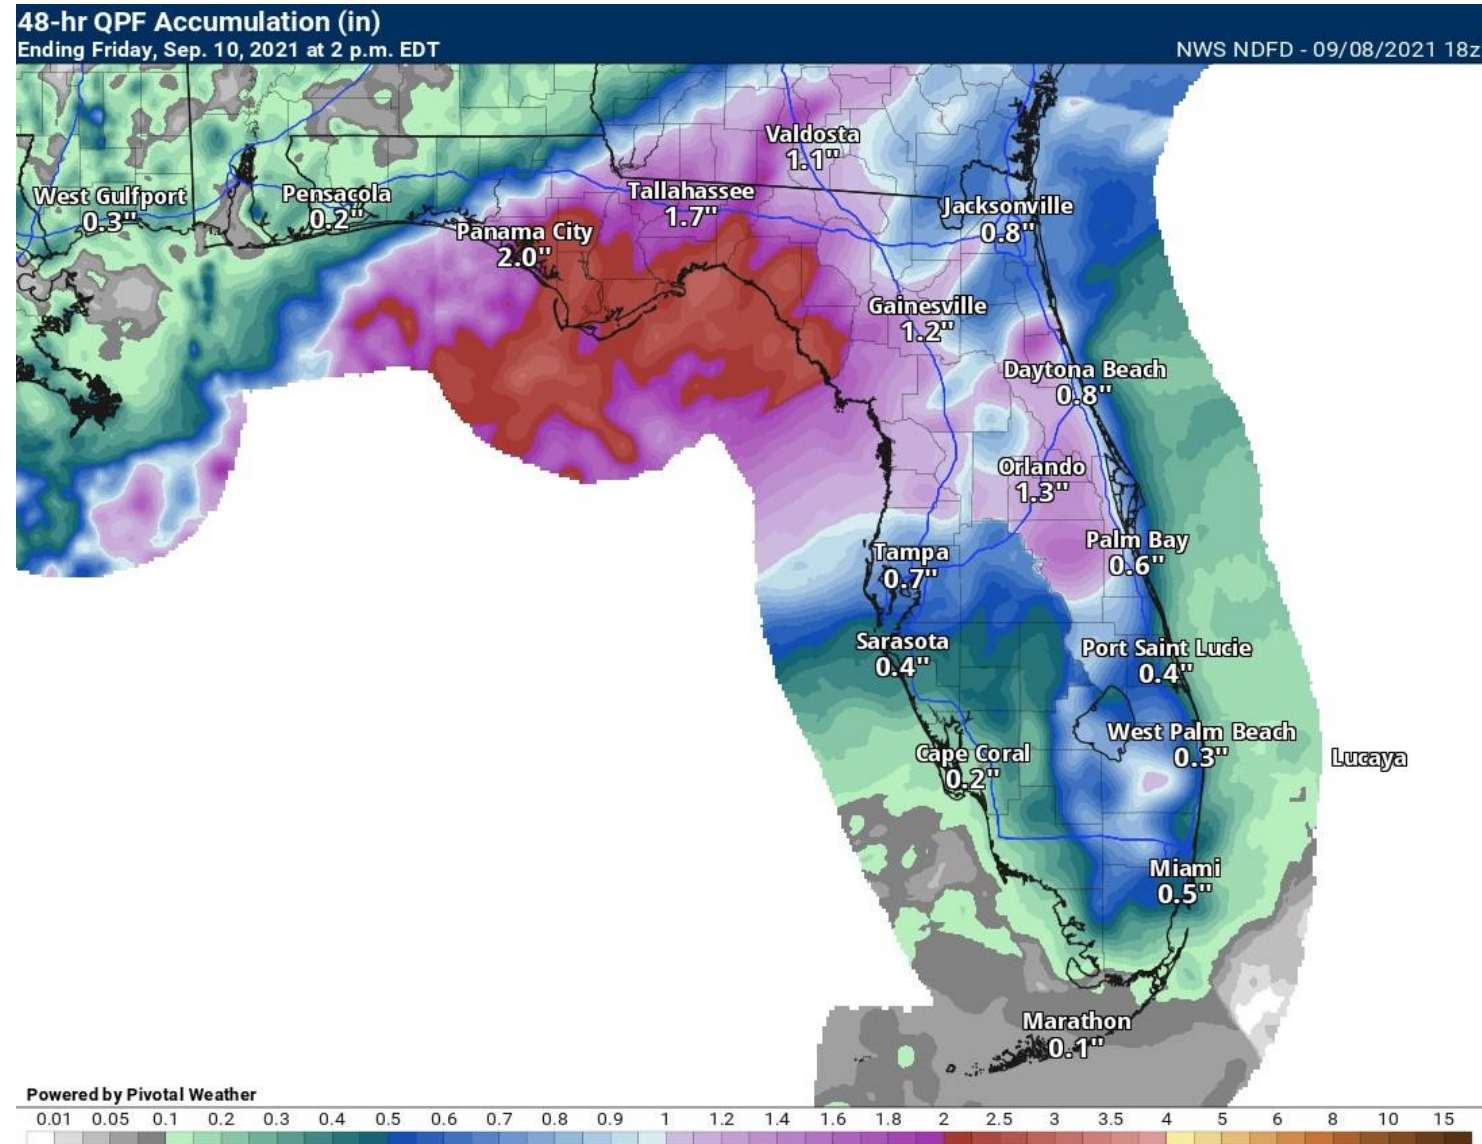 48-hr QPF Accumulation (in)
Ending Friday, Sep. 10, 2021 at 2 p.m. EDT
NWS NDFD - 09/08/2021 18z
Valdosta
1.1"
West Gulfport
0.3"
Pensacola
0.2"
Tallahassee
1.7"
Panama City
2.0"
Jacksonville
0.8"
Gainesville
1.2"
Daytona Beach
0.8"
Orlando
1.3"
Tampa
0.7"
Palm Bay
0.6"
Sarasota
0.4"
Port Saint Lucie
0.4"
West Palm Beach
0.3"
Lucaya
Cape Coral
0.2"
Miami
0.5"
Marathon
0.1"
Powered by Pivotal Weather
0.01 0.05 0.1 0.2 0.3 0.4 0.5 0.6 0.7 0.8 0.9 1 1.2 1.4 1.6 1.8 2 2.5 3 3.5 4 5 6 8 10 15